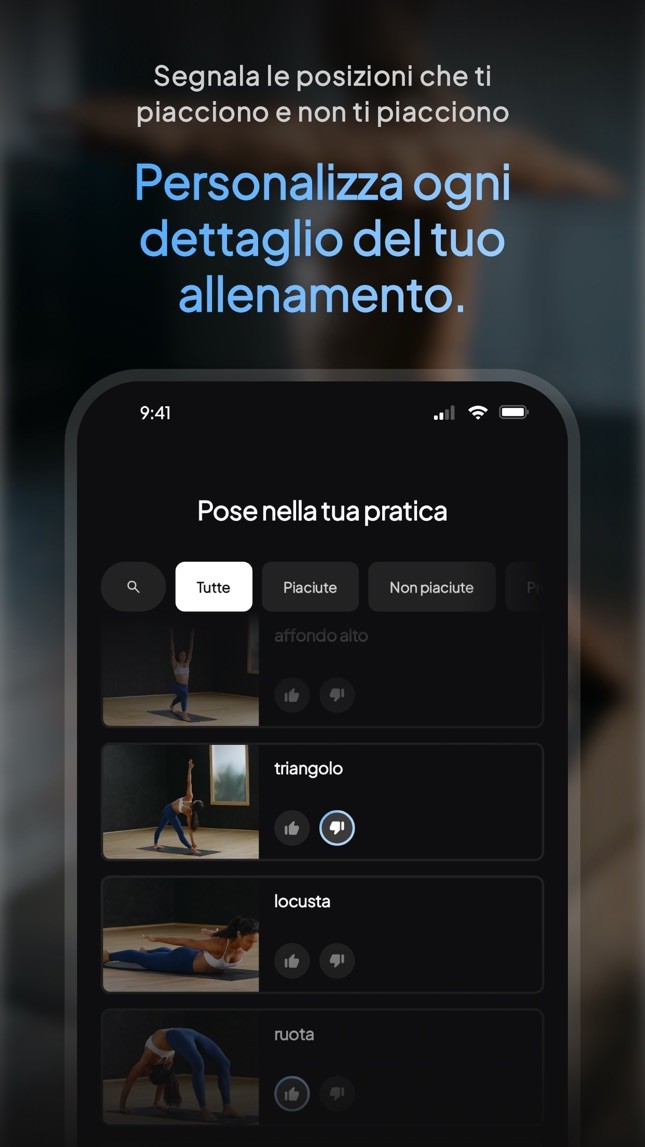 Segnala le posizioni che ti
piacciono e non ti piacciono
Personalizza ogni
dettaglio del tuo
allenamento.
9:41
Pose nella tua pratica
Tutte
Piaciute
Non piaciute
affondo alto
triangolo
locusta
ruota